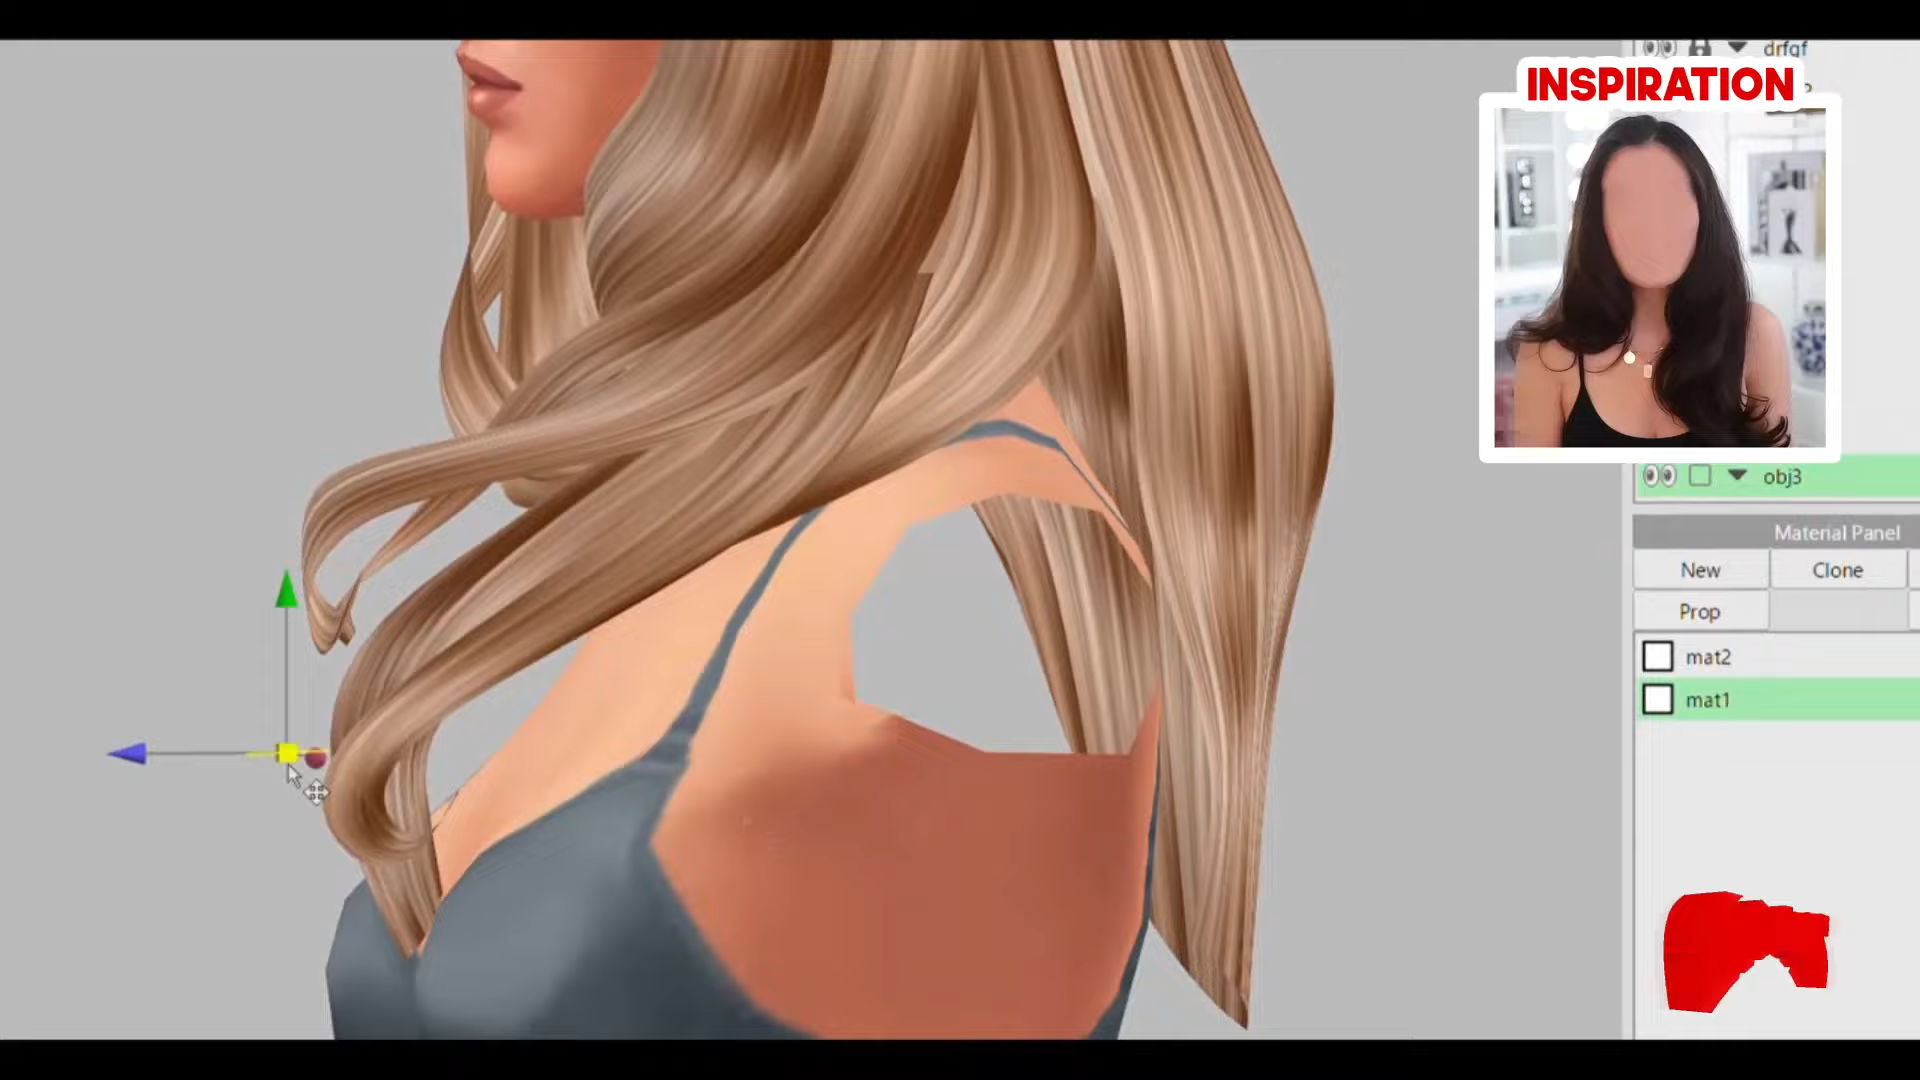 drfgf
INSPIRATION
obj3
Material Panel
New
Clone
Prop
mat2
mat1